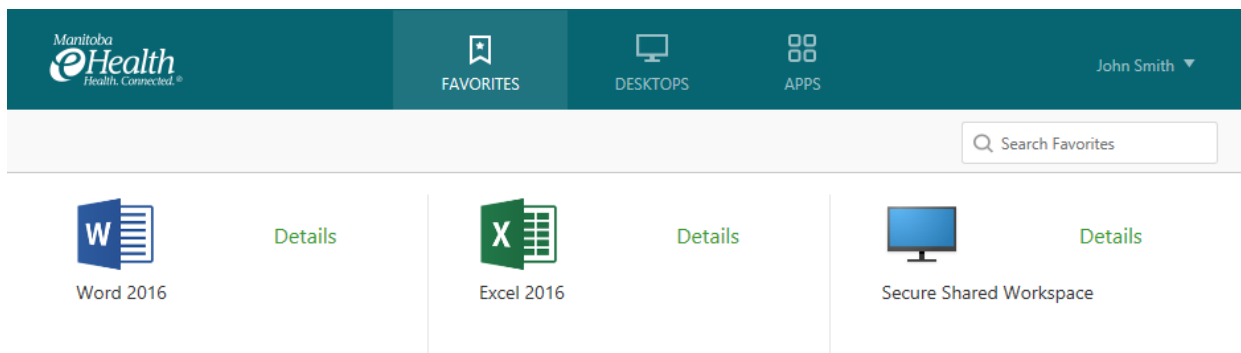 Manitoba
eHealth
Health. Connected.®
FAVORITES
DESKTOPS
APPS
John Smith
Search Favorites
W
Details
X
Details
Details
Word 2016
Excel 2016
Secure Shared Workspace